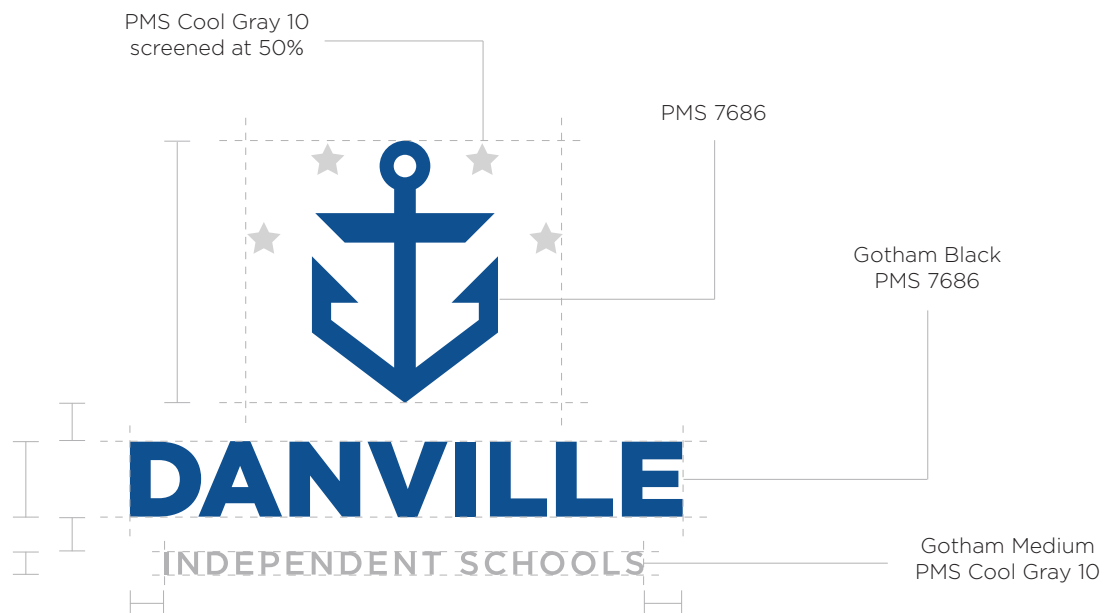 PMS Cool Gray 10
screened at 50%
PMS 7686
Gotham Black
PMS 7686
DANVILLE
INDEPENDENT SCHOOLS
Gotham Medium
PMS Cool Gray 10